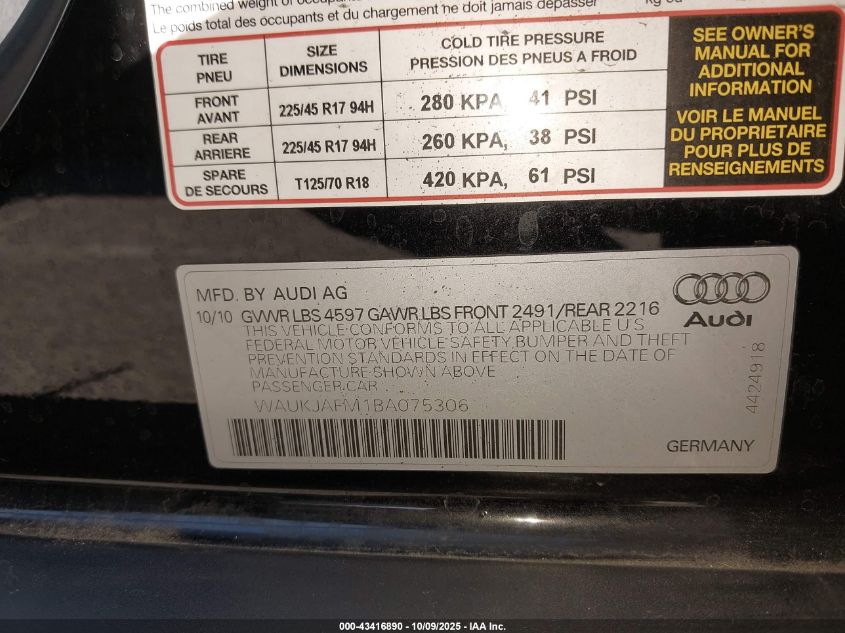 The combined weight of
Le poids total des occupants et du chargement ne doit jamais dépasser
TIRE
PNEU
SIZE
DIMENSIONS
COLD TIRE PRESSURE
PRESSION DES PNEUS A FROID
SEE OWNER'S
MANUAL FOR
ADDITIONAL
INFORMATION
VOIR LE MANUEL
DU PROPRIETAIRE
POUR PLUS DE
RENSEIGNEMENTS
FRONT
AVANT
225/45 R17 94H
280 KPA, 41 PSI
REAR
ARRIERE
225/45 R17 94H
260 KPA, 38 PSI
SPARE
DE SECOURS
T125/70 R18
420 KPA, 61 PSI
MFD. BY AUDI AG
10/10 GVWR LBS 4597 GAWR LBS FRONT 2491/REAR 2216
THIS VEHICLE CONFORMS TO ALL APPLICABLE U S
FEDERAL MOTOR VEHICLE SAFETY, BUMPER AND THEFT
PREVENTION STANDARDS IN EFFECT ON THE DATE OF
MANUFACTURE SHOWN ABOVE
PASSENGER CAR
WAUKJAFM1BA075306
Audi
4424918
GERMANY
000-43416890 - 10/09/2025 - IAA Inc.